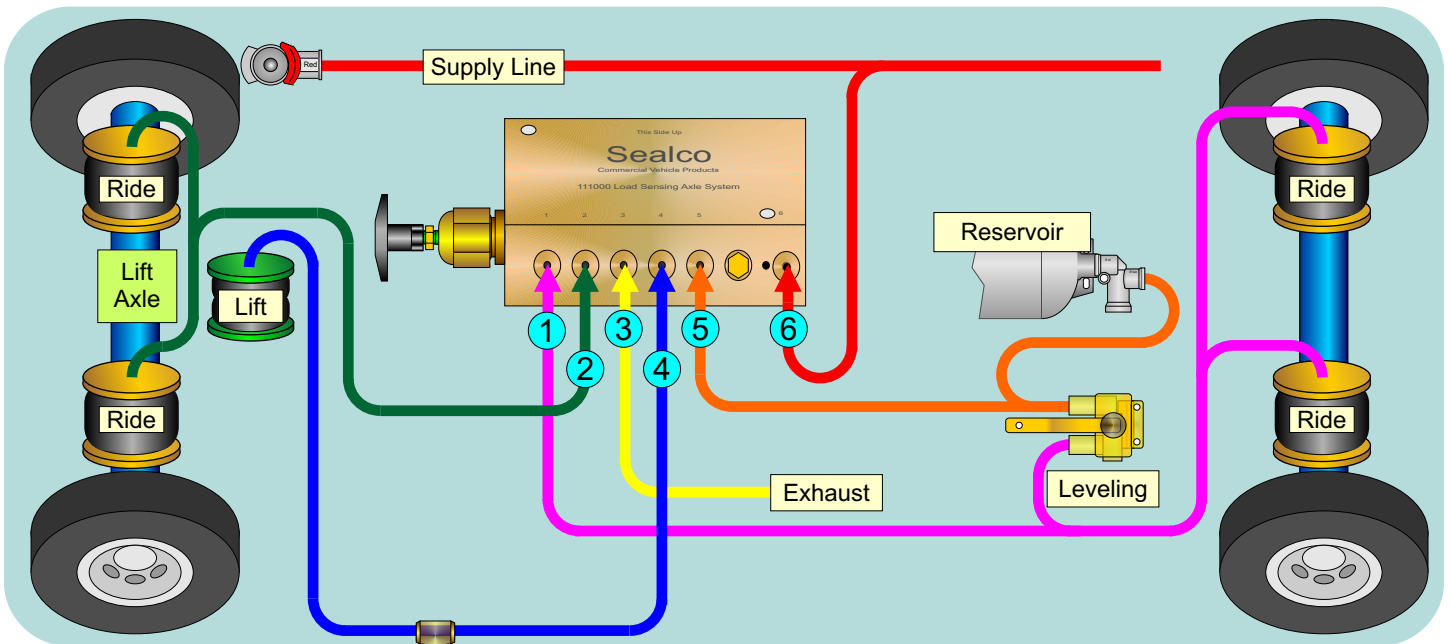 Red
Supply Line
This Side Up
Sealco
Commercial Vehicle Products
111000 Load Sensing Axle System
1 2 3 4 5 6
Ride
Ride
Reservoir
Lift
Axle
Lift
1 3 5 6
2 4
Ride
Ride
Exhaust
Leveling